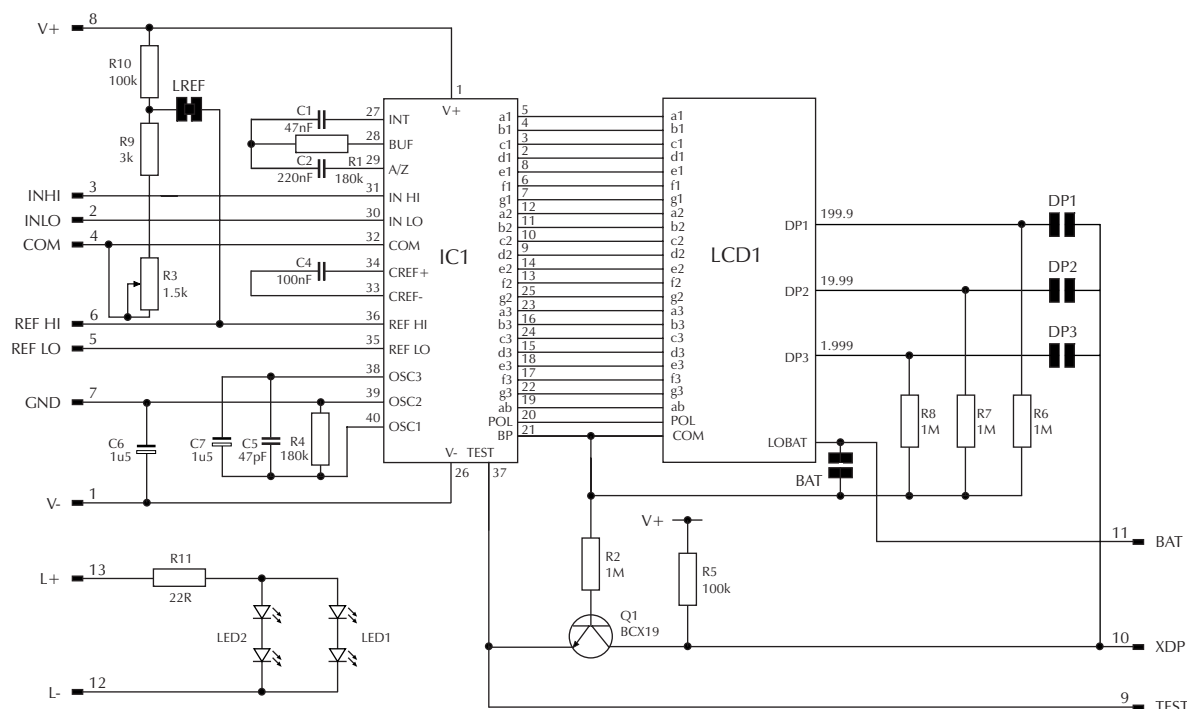 V+ 8
R10
100k
LREF
R9
3k
INHI 3
INLO 2
COM 4
R3
1.5k
REF HI 6
REF LO 5
GND 7
C6
1u5
C7
1u5
C5
47pF
R4
180k
V- 1
C1
47nF
C2
220nF
R1
180k
C4
100nF
1
V+
27 INT
28 BUF
29 A/Z
31 IN HI
30 IN LO
32 COM
34 CREF+
33 CREF-
36 REF HI
35 REF LO
38 OSC3
39 OSC2
40 OSC1
IC1
V- TEST
26 37
a1 5 a1
b1 4 b1
c1 3 c1
d1 2 d1
e1 8 e1
f1 6 f1
g1 7 g1
a2 12 a2
b2 11 b2
c2 10 c2
d2 9 d2
e2 14 e2
f2 13 f2
g2 25 g2
a3 23 a3
b3 16 b3
c3 24 c3
d3 15 d3
e3 18 e3
f3 17 f3
g3 22 g3
ab 19 ab
POL 20 POL
BP 21 COM
LCD1
DP1 199.9
DP2 19.99
DP3 1.999
LOBAT
DP1
DP2
DP3
R8
1M
R7
1M
R6
1M
BAT
11 BAT
V+
R2
1M
R5
100k
Q1
BCX19
10 XDP
9 TEST
L+ 13
R11
22R
LED2
LED1
L- 12